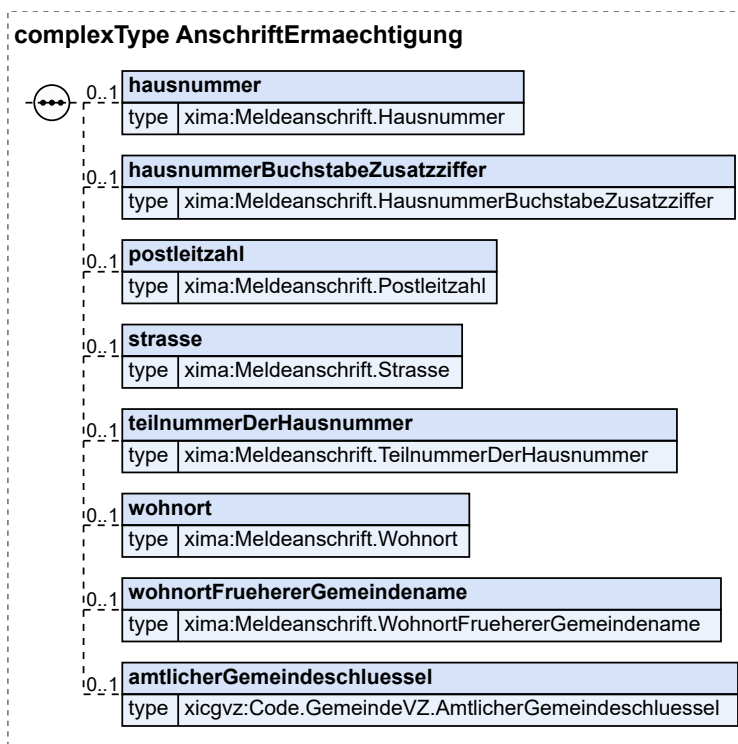 complexType AnschriftErmaechtigung
0..1 hausnummer
type xima:Meldeanschrift.Hausnummer
0..1 hausnummerBuchstabeZusatzziffer
type xima:Meldeanschrift.HausnummerBuchstabeZusatzziffer
0..1 postleitzahl
type xima:Meldeanschrift.Postleitzahl
0..1 strasse
type xima:Meldeanschrift.Strasse
0..1 teilnummerDerHausnummer
type xima:Meldeanschrift.TeilnummerDerHausnummer
0..1 wohnort
type xima:Meldeanschrift.Wohnort
0..1 wohnortFruehererGemeindename
type xima:Meldeanschrift.WohnortFruehererGemeindename
0..1 amtlicherGemeindeschluessel
type xicgvz:Code.GemeindeVZ.AmtlicherGemeindeschluessel